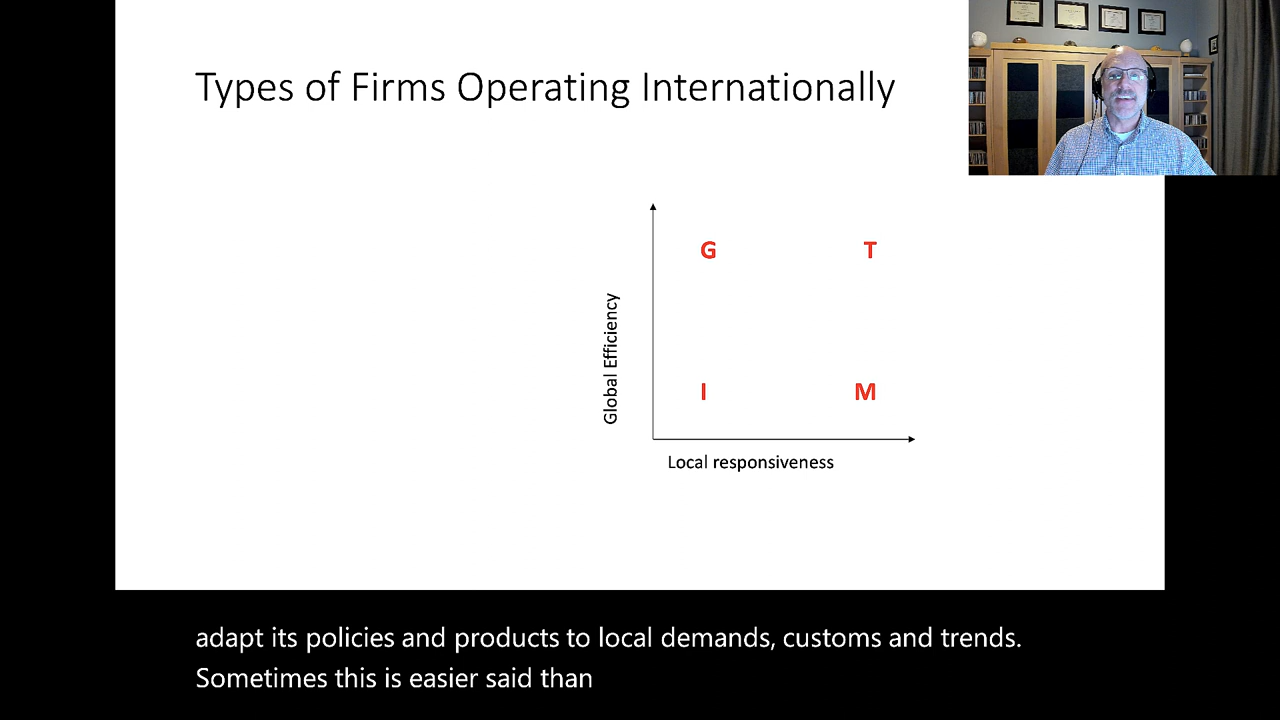 Types of Firms Operating Internationally
G T
Global Efficiency
I M
Local responsiveness
adapt its policies and products to local demands, customs and trends.
Sometimes this is easier said than